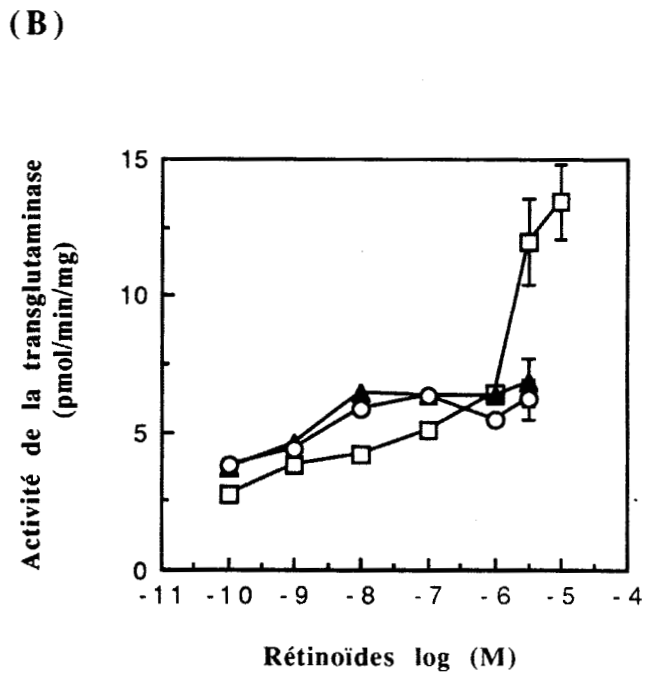 (B)
Activité de la transglutaminase
(pmol/min/mg)
15
10
5
0
-11 -10 -9 -8 -7 -6 -5 -4
Rétinoïdes log (M)